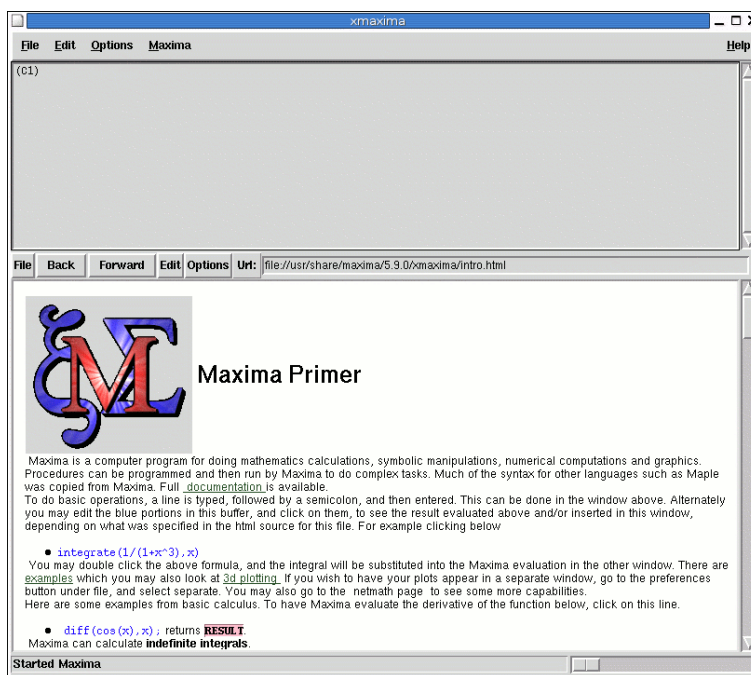 xmaxima
File Edit Options Maxima Help
(C1)
File Back Forward Edit Options Url: file://usr/share/maxima/5.9.0/xmaxima/intro.html
Maxima Primer
Maxima is a computer program for doing mathematics calculations, symbolic manipulations, numerical computations and graphics.
Procedures can be programmed and then run by Maxima to do complex tasks. Much of the syntax for other languages such as Maple
was copied from Maxima. Full documentation is available.
To do basic operations, a line is typed, followed by a semicolon, and then entered. This can be done in the window above. Alternately
you may edit the blue portions in this buffer, and click on them, to see the result evaluated above and/or inserted in this window,
depending on what was specified in the html source for this file. For example clicking below
• integrate(1/(1+x^3),x)
You may double click the above formula, and the integral will be substituted into the Maxima evaluation in the other window. There are
examples which you may also look at 3d plotting If you wish to have your plots appear in a separate window, go to the preferences
button under file, and select separate. You may also go to the netmath page to see some more capabilities.
Here are some examples from basic calculus. To have Maxima evaluate the derivative of the function below, click on this line.
• diff(cos(x),x); returns RESULT.
Maxima can calculate indefinite integrals.
Started Maxima